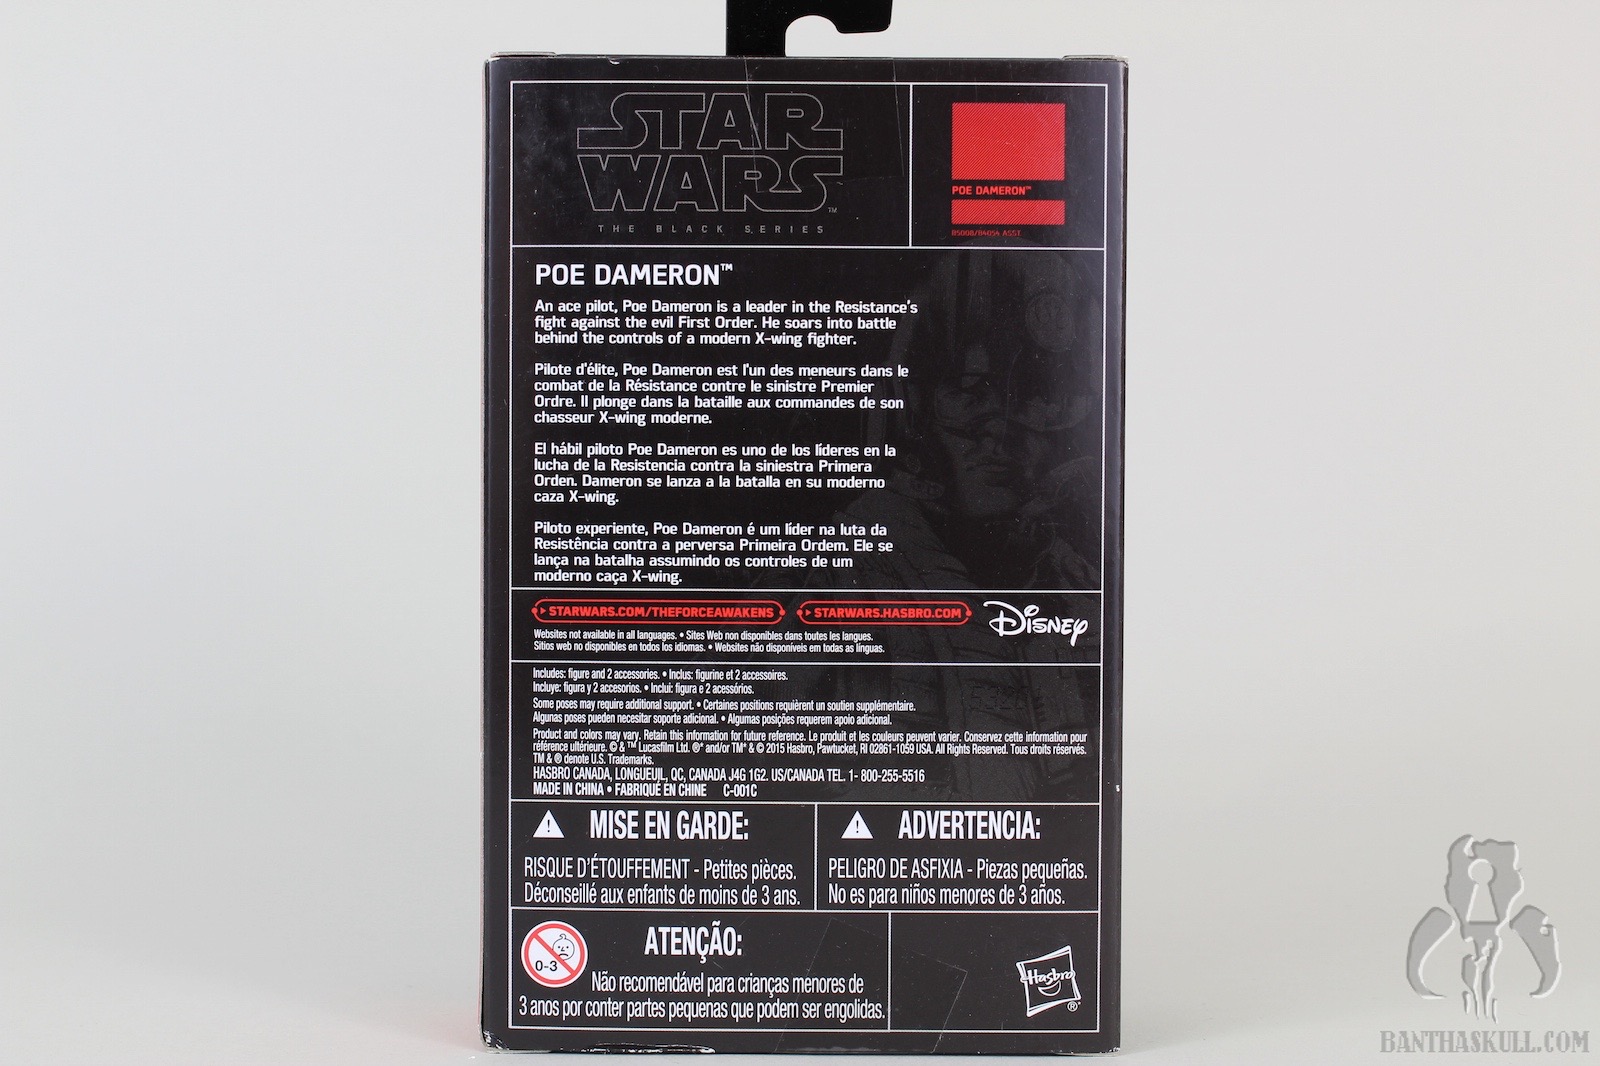 STAR
WARS™
THE BLACK SERIES
POE DAMERON™
B5008/B4054 ASST
POE DAMERON™
An ace pilot, Poe Dameron is a leader in the Resistance's
fight against the evil First Order. He soars into battle
behind the controls of a modern X-wing fighter.
Pilote d'élite, Poe Dameron est l'un des meneurs dans le
combat de la Résistance contre le sinistre Premier
Ordre. Il plonge dans la bataille aux commandes de son
chasseur X-wing moderne.
El hábil piloto Poe Dameron es uno de los líderes en la
lucha de la Resistencia contra la siniestra Primera
Orden. Dameron se lanza a la batalla en su moderno
caza X-wing.
Piloto experiente, Poe Dameron é um líder na luta da
Resistência contra a perversa Primeira Ordem. Ele se
lança na batalha assumindo os controles de um
moderno caça X-wing.
STARWARS.COM/THEFORCEAWAKENS STARWARS.HASBRO.COM
Disney
Websites not available in all languages. • Sites Web non disponibles dans toutes les langues.
Sitios web no disponibles en todos los idiomas. • Websites não disponíveis em todas as línguas.
Includes: figure and 2 accessories. • Inclus: figurine et 2 accessoires.
Incluye: figura y 2 accesorios. • Inclui: figura e 2 acessórios.
Some poses may require additional support. • Certaines positions requièrent un soutien supplémentaire.
Algunas poses pueden necesitar soporte adicional. • Algumas posições requerem apoio adicional.
Product and colors may vary. Retain this information for future reference. Le produit et les couleurs peuvent varier. Conservez cette information pour
référence ultérieure. © & ™ Lucasfilm Ltd. ®* and/or TM* & © 2015 Hasbro, Pawtucket, RI 02861-1059 USA. All Rights Reserved. Tous droits réservés.
TM & ® denote U.S. Trademarks.
HASBRO CANADA, LONGUEUIL, QC, CANADA J4G 1G2. US/CANADA TEL. 1- 800-255-5516
MADE IN CHINA • FABRIQUÉ EN CHINE C-001C
MISE EN GARDE:
RISQUE D'ÉTOUFFEMENT - Petites pièces.
Déconseillé aux enfants de moins de 3 ans.
ADVERTENCIA:
PELIGRO DE ASFIXIA - Piezas pequeñas.
No es para niños menores de 3 años.
0-3
ATENÇÃO:
Não recomendável para crianças menores de
3 anos por conter partes pequenas que podem ser engolidas.
Hasbro
®
BANTHASKULL.COM